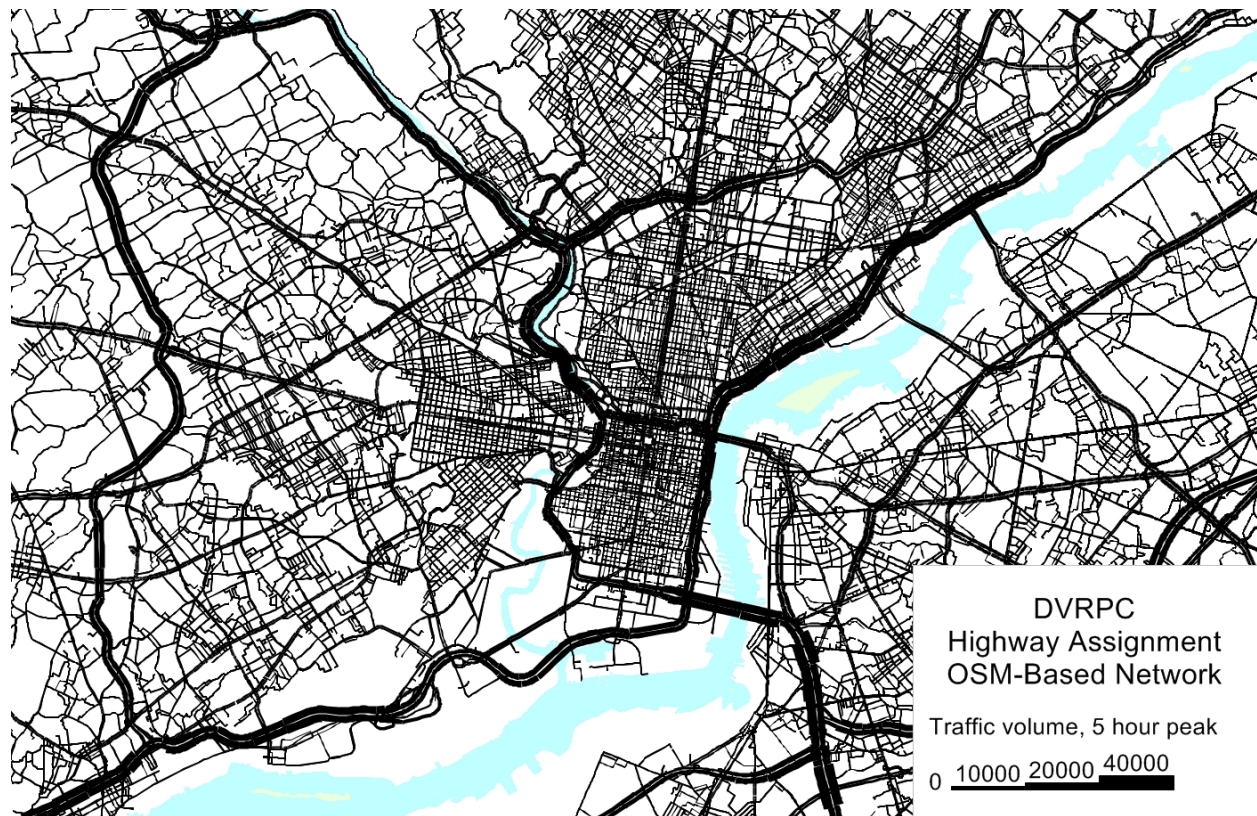 DVRPC
Highway Assignment
OSM-Based Network
Traffic volume, 5 hour peak
0 10000 20000 40000